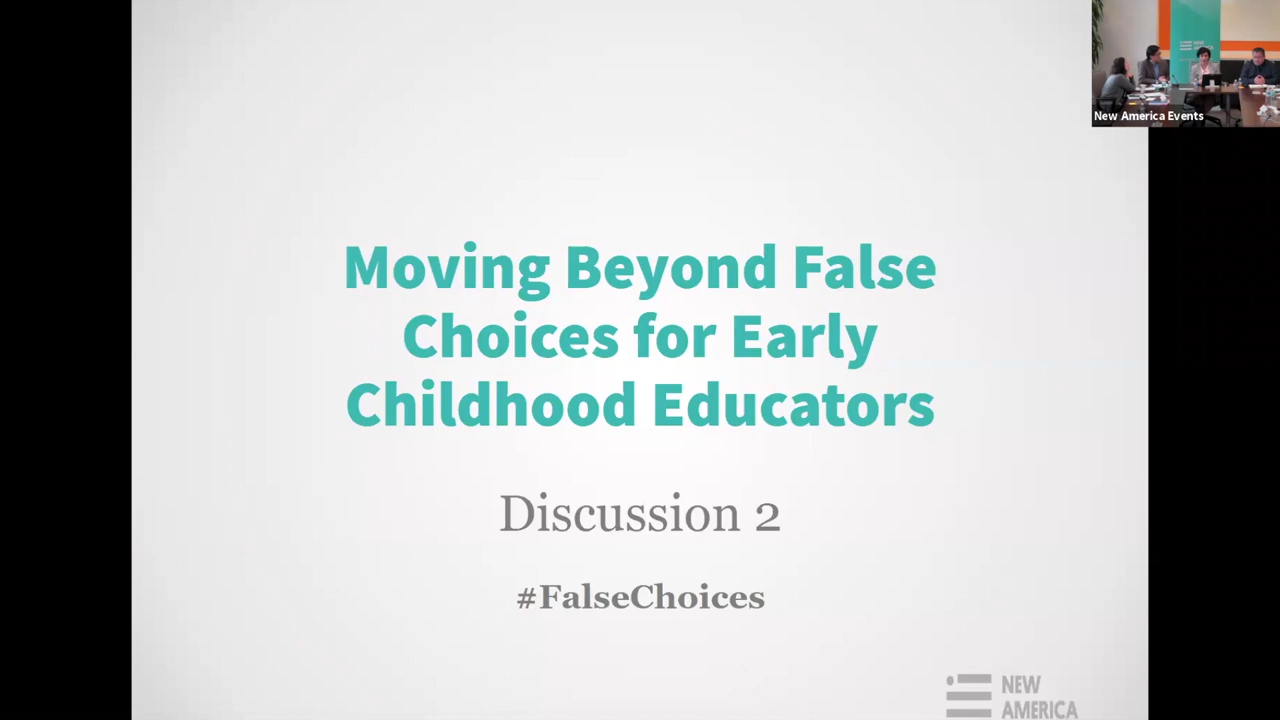 New America Events
Moving Beyond False
Choices for Early
Childhood Educators
Discussion 2
#FalseChoices
NEW
AMERICA